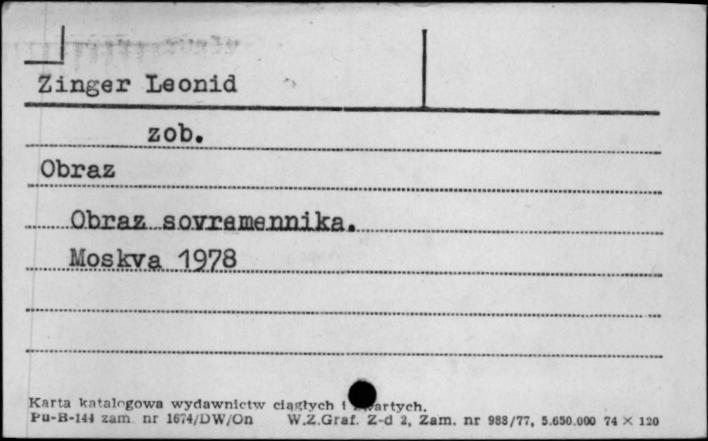 Zinger Leonid
zob.
Obraz
Obraz sovremennika.
Moskva 1978
Karta katalogowa wydawnictw ciągłych i zwartych.
Pu-B-144 zam. nr 1674/DW/On W.Z.Graf. Z-d 2, Zam. nr 988/77, 5.650.000 74 × 120